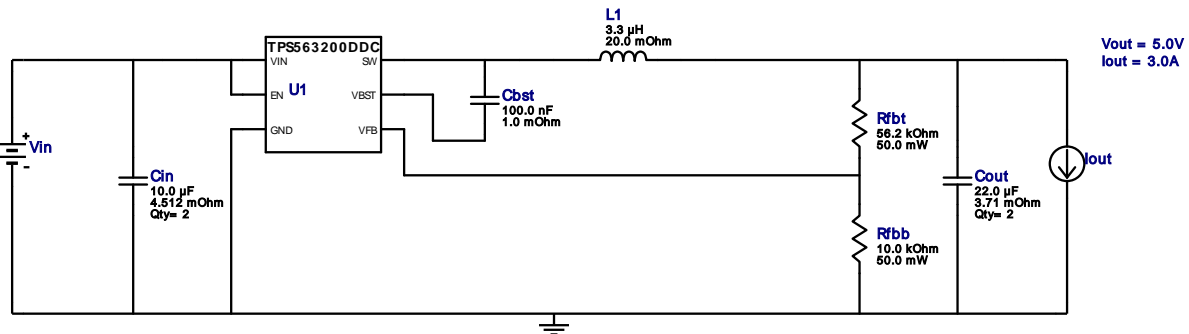 L1
3.3 µH
20.0 mOhm
Vout = 5.0V
Iout = 3.0A
TPS563200DDC
VIN
SW
EN
U1
VBST
GND
VFB
Cbst
100.0 nF
1.0 mOhm
Vin
+
-
Cin
10.0 µF
4.512 mOhm
Qty= 2
Rfbt
56.2 kOhm
50.0 mW
Iout
Cout
22.0 µF
3.71 mOhm
Qty= 2
Rfbb
10.0 kOhm
50.0 mW